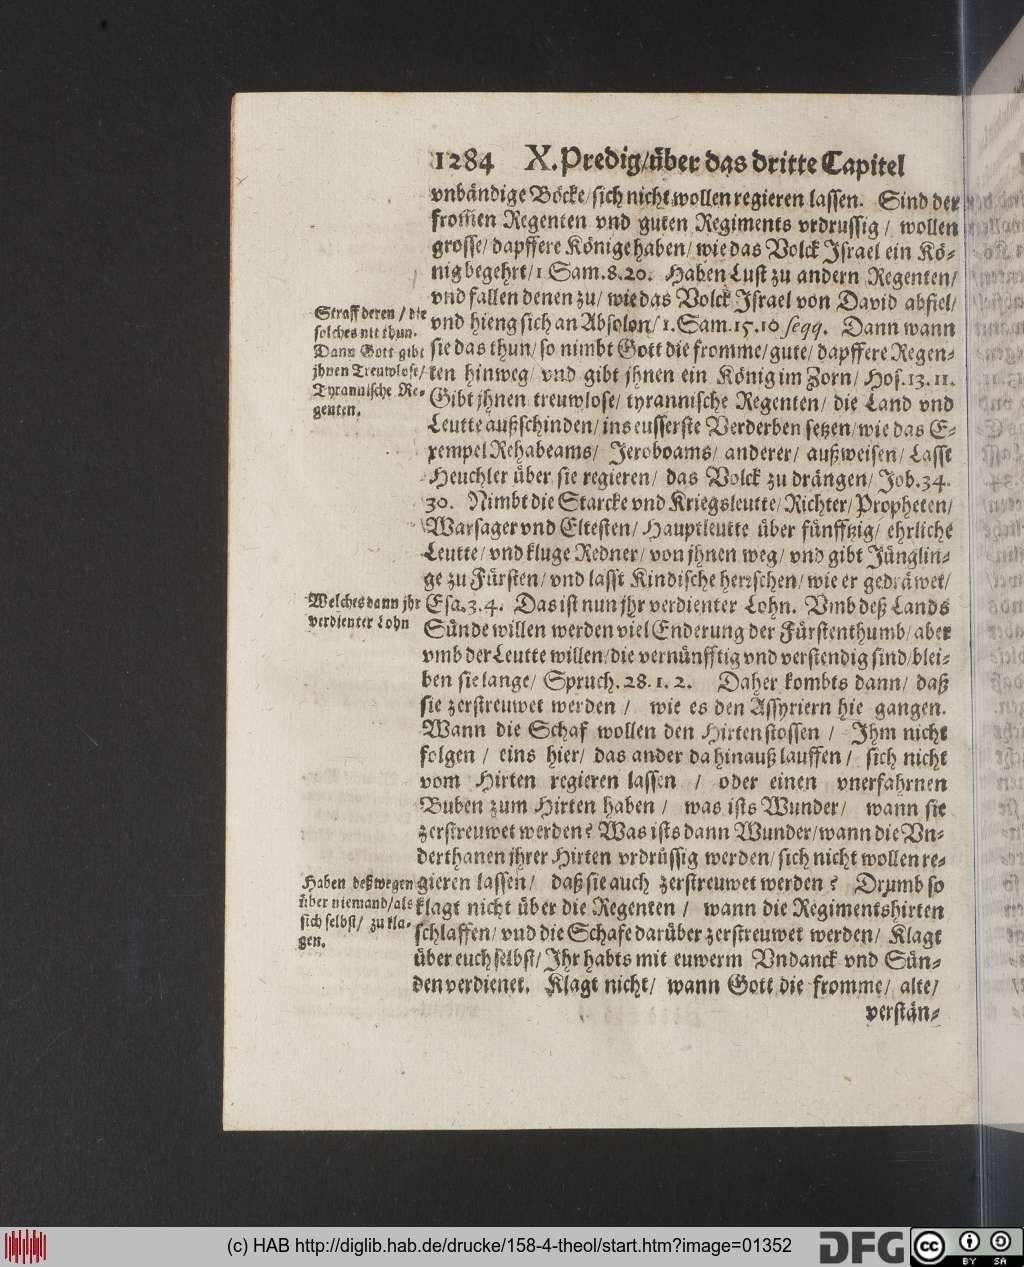 1284 X. Predig/ über das dritte Capitel
vnbändige Böcke/ sich nicht wollen regieren lassen. Sind der
frommen Regenten vnd guten Regiments vrdrussig / wollen
grosse/ dapffere Könige haben/ wie das Volck Israel ein Kö-
nig begehrt/ 1 Sam. 8. 20. Haben Lust zu andern Regenten/
vnd fallen denen zu/ wie das Volck Israel von David abfiel/
vnd hieng sich an Absolon/ 1. Sam. 15. 10 seqq. Dann wann
sie das thun/ so nimbt Gott die fromme/ gute/ dapffere Regen-
ten hinweg/ vnd gibt jhnen ein König im Zorn/ Hos. 13. 11.
Gibt jhnen treuwlose/ tyrannische Regenten/ die Land vnd
Leutte außschinden/ ins eusserste Verderben setzen/ wie das E-
xempel Rehabeams/ Jeroboams/ anderer/ außweisen/ Lasst
Heuchler über sie regieren/ das Volck zu drängen/ Job. 34.
30. Nimbt die Starcke vnd Kriegsleutte/ Richter/ Propheten/
Warsager vnd Eltesten/ Hauptleutte über fünfftzig/ ehrliche
Leutte/ vnd kluge Redner/ von jhnen weg/ vnd gibt Jünglin-
ge zu Fürsten/ vnd lasst Kindische herrschen/ wie er gedräwet/
Esa. 3. 4. Das ist nun jhr verdienter Lohn. Vmb deß Lands
Sünde willen werden viel Enderung der Fürstenthumb/ aber
vmb der Leutte willen/ die vernünfftig vnd verstendig sind/ blei-
ben sie lange/ Spruch. 28. 1. 2. Daher kombts dann/ daß
sie zerstreuwet werden / wie es den Assyriern hie gangen.
Wann die Schaf wollen den Hirten stossen / Ihm nicht
folgen / eins hier/ das ander da hinauß lauffen / sich nicht
vom Hirten regieren lassen / oder einen vnerfahrnen
Buben zum Hirten haben / was ists Wunder/ wann sie
zerstreuwet werden? Was ists dann Wunder/ wann die Vn-
derthanen jhrer Hirten vrdrüssig werden/ sich nicht wollen re-
gieren lassen/ daß sie auch zerstreuwet werden? Drumb so
klagt nicht über die Regenten / wann die Regimentshirten
schlaffen/ vnd die Schafe darüber zerstreuwet werden/ Klagt
über euch selbst/ Ihr habts mit euwerm Vndanck vnd Sün-
den verdienet. Klagt nicht/ wann Gott die fromme/ alte/
verstän-
Straff deren / die
solches nit thun.
Dann Gott gibt
jhnen Treuwlose/
Tyrannische Re-
genten.
Welches dann jhr
verdienter Lohn
Haben deßwegen
über niemand/ als
sich selbst/ zu kla-
gen.
(c) HAB http://diglib.hab.de/drucke/158-4-theol/start.htm?image=01352
DFG
cc
BY SA